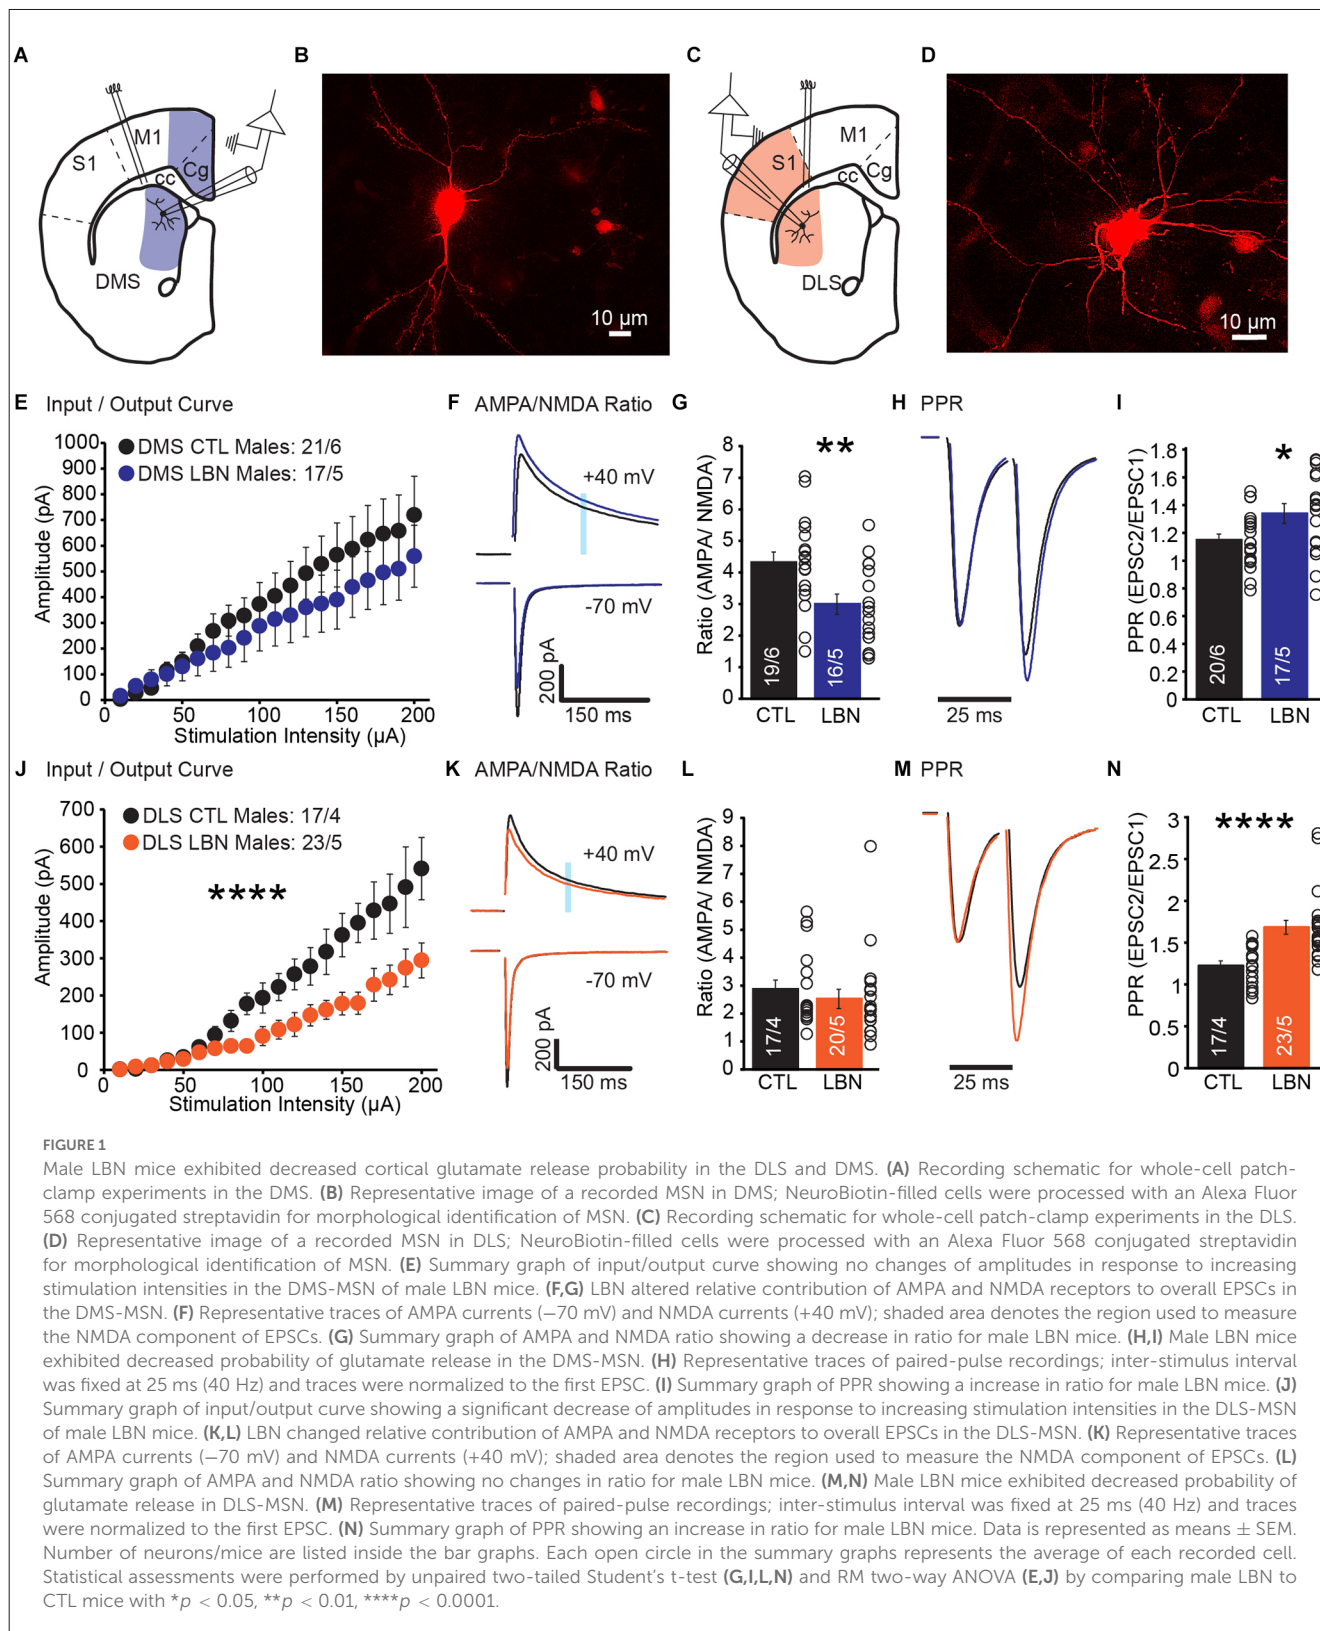 A
B
C
D
M1
S1
Cg
cc
DMS
10 µm
M1
S1
Cg
cc
DLS
10 µm
E Input / Output Curve
DMS CTL Males: 21/6
DMS LBN Males: 17/5
Amplitude (pA)
1000
900
800
700
600
500
400
300
200
100
0
0 50 100 150 200
Stimulation Intensity (µA)
F AMPA/NMDA Ratio
+40 mV
-70 mV
200 pA
150 ms
G
Ratio (AMPA/ NMDA)
8
7
6
5
4
3
2
1
0
**
19/6
16/5
CTL LBN
H PPR
25 ms
I
PPR (EPSC2/EPSC1)
1.8
1.6
1.4
1.2
1
0.8
0.6
0.4
0.2
0
*
20/6
17/5
CTL LBN
J Input / Output Curve
DLS CTL Males: 17/4
DLS LBN Males: 23/5
Amplitude (pA)
700
600
500
400
300
200
100
0
****
0 50 100 150 200
Stimulation Intensity (µA)
K AMPA/NMDA Ratio
+40 mV
-70 mV
200 pA
150 ms
L
Ratio (AMPA/ NMDA)
9
8
7
6
5
4
3
2
1
0
17/4
20/5
CTL LBN
M PPR
25 ms
N
PPR (EPSC2/EPSC1)
3
2.5
2
1.5
1
0.5
0
****
17/4
23/5
CTL LBN
FIGURE 1
Male LBN mice exhibited decreased cortical glutamate release probability in the DLS and DMS. (A) Recording schematic for whole-cell patch-
clamp experiments in the DMS. (B) Representative image of a recorded MSN in DMS; NeuroBiotin-filled cells were processed with an Alexa Fluor
568 conjugated streptavidin for morphological identification of MSN. (C) Recording schematic for whole-cell patch-clamp experiments in the DLS.
(D) Representative image of a recorded MSN in DLS; NeuroBiotin-filled cells were processed with an Alexa Fluor 568 conjugated streptavidin
for morphological identification of MSN. (E) Summary graph of input/output curve showing no changes of amplitudes in response to increasing
stimulation intensities in the DMS-MSN of male LBN mice. (F,G) LBN altered relative contribution of AMPA and NMDA receptors to overall EPSCs in
the DMS-MSN. (F) Representative traces of AMPA currents (−70 mV) and NMDA currents (+40 mV); shaded area denotes the region used to measure
the NMDA component of EPSCs. (G) Summary graph of AMPA and NMDA ratio showing a decrease in ratio for male LBN mice. (H,I) Male LBN mice
exhibited decreased probability of glutamate release in the DMS-MSN. (H) Representative traces of paired-pulse recordings; inter-stimulus interval
was fixed at 25 ms (40 Hz) and traces were normalized to the first EPSC. (I) Summary graph of PPR showing a increase in ratio for male LBN mice. (J)
Summary graph of input/output curve showing a significant decrease of amplitudes in response to increasing stimulation intensities in the DLS-MSN
of male LBN mice. (K,L) LBN changed relative contribution of AMPA and NMDA receptors to overall EPSCs in the DLS-MSN. (K) Representative traces
of AMPA currents (−70 mV) and NMDA currents (+40 mV); shaded area denotes the region used to measure the NMDA component of EPSCs. (L)
Summary graph of AMPA and NMDA ratio showing no changes in ratio for male LBN mice. (M,N) Male LBN mice exhibited decreased probability of
glutamate release in DLS-MSN. (M) Representative traces of paired-pulse recordings; inter-stimulus interval was fixed at 25 ms (40 Hz) and traces
were normalized to the first EPSC. (N) Summary graph of PPR showing an increase in ratio for male LBN mice. Data is represented as means ± SEM.
Number of neurons/mice are listed inside the bar graphs. Each open circle in the summary graphs represents the average of each recorded cell.
Statistical assessments were performed by unpaired two-tailed Student's t-test (G,I,L,N) and RM two-way ANOVA (E,J) by comparing male LBN to
CTL mice with *p < 0.05, **p < 0.01, ****p < 0.0001.